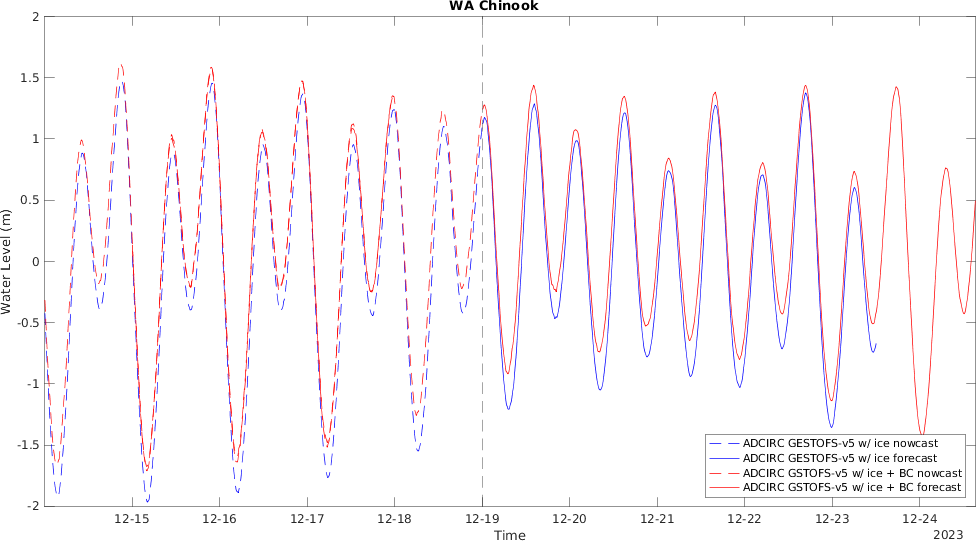 WA Chinook
2
1.5
1
0.5
0
-0.5
-1
-1.5
-2
Water Level (m)
12-15
12-16
12-17
12-18
12-19
12-20
12-21
12-22
12-23
12-24
Time
2023
ADCIRC GESTOFS-v5 w/ ice nowcast
ADCIRC GESTOFS-v5 w/ ice forecast
ADCIRC GSTOFS-v5 w/ ice + BC nowcast
ADCIRC GSTOFS-v5 w/ ice + BC forecast